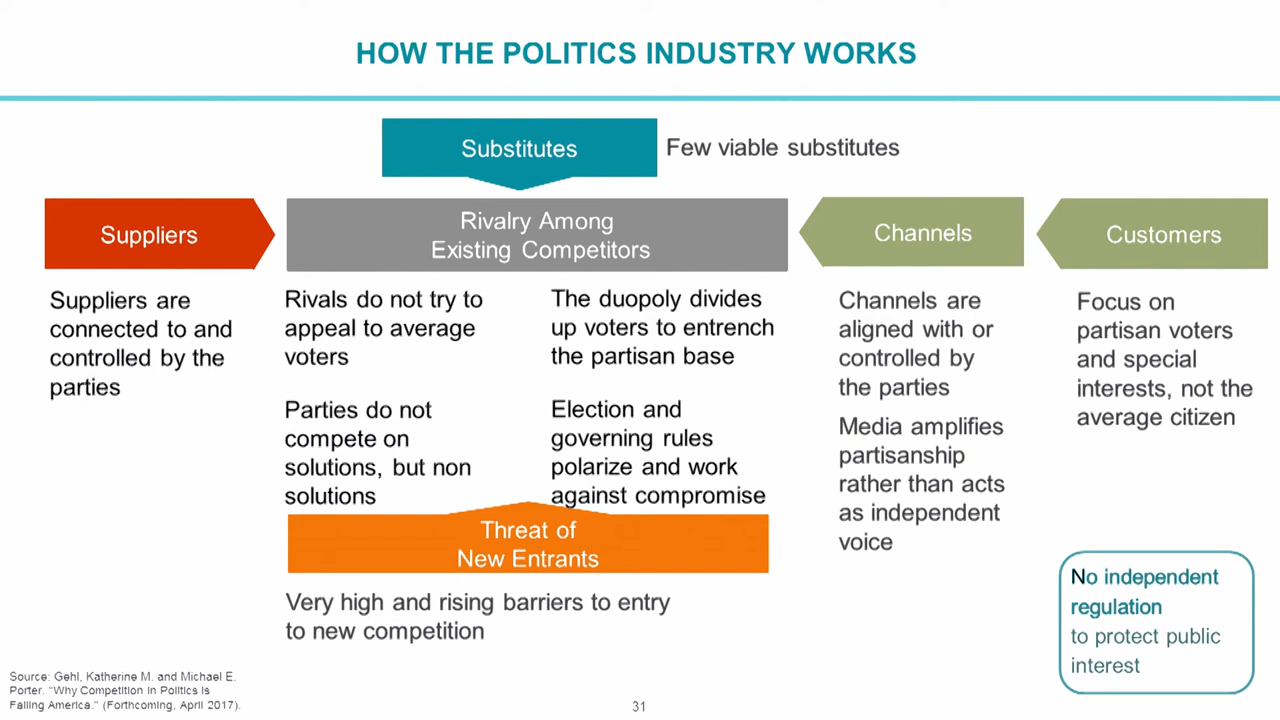 HOW THE POLITICS INDUSTRY WORKS
Substitutes
Few viable substitutes
Suppliers
Rivalry Among
Existing Competitors
Channels
Customers
Suppliers are
connected to and
controlled by the
parties
Rivals do not try to
appeal to average
voters
Parties do not
compete on
solutions, but non
solutions
The duopoly divides
up voters to entrench
the partisan base
Election and
governing rules
polarize and work
against compromise
Channels are
aligned with or
controlled by
the parties
Media amplifies
partisanship
rather than acts
as independent
voice
Focus on
partisan voters
and special
interests, not the
average citizen
Threat of
New Entrants
Very high and rising barriers to entry
to new competition
No independent
regulation
to protect public
interest
Source: Gehl, Katherine M. and Michael E.
Porter. “Why Competition in Politics Is
Failing America.” (Forthcoming, April 2017).
31